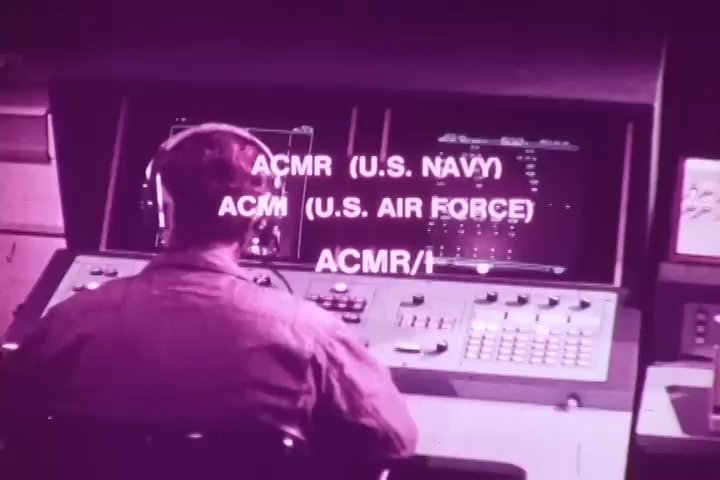 ACMR (U.S. NAVY)
ACMI (U.S. AIR FORCE)
ACMR/I